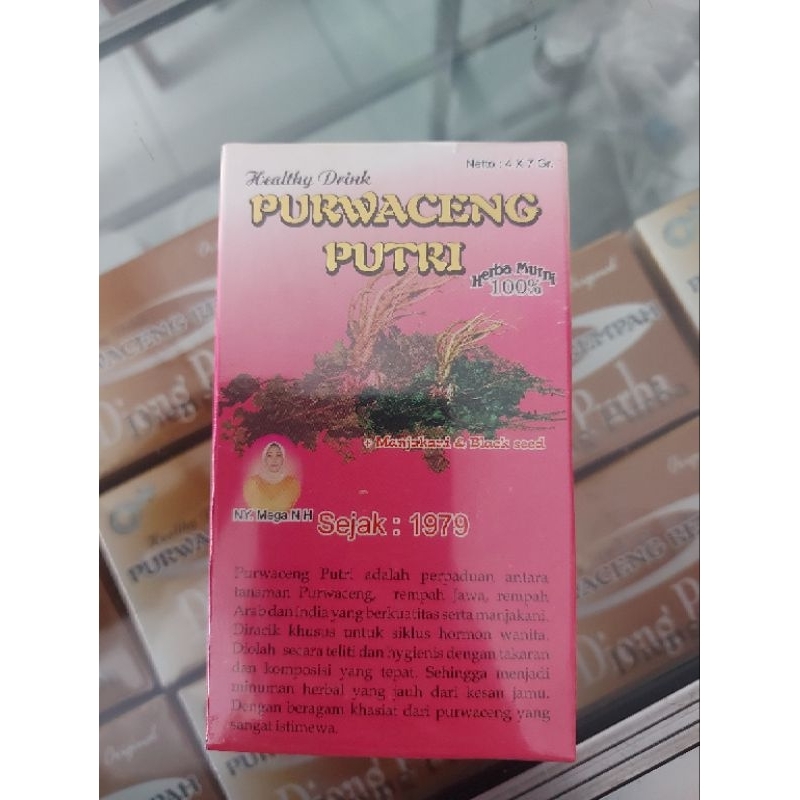 Netto : 4 X 7 Gr.
Healthy Drink
PURWACENG
PUTRI
Herba Murni
100%
+ Manjakani & Black seed
NY. Mega N.H
Sejak : 1979
Purwaceng Putri adalah perpaduan antara
tanaman Purwaceng, rempah Jawa, rempah
Arab dan India yang berkualitas serta manjakani.
Diracik khusus untuk siklus hormon wanita.
Diolah secara teliti dan hygienis dengan takaran
dan komposisi yang tepat. Sehingga menjadi
minuman herbal yang jauh dari kesan jamu.
Dengan beragam khasiat dari purwaceng yang
sangat istimewa.